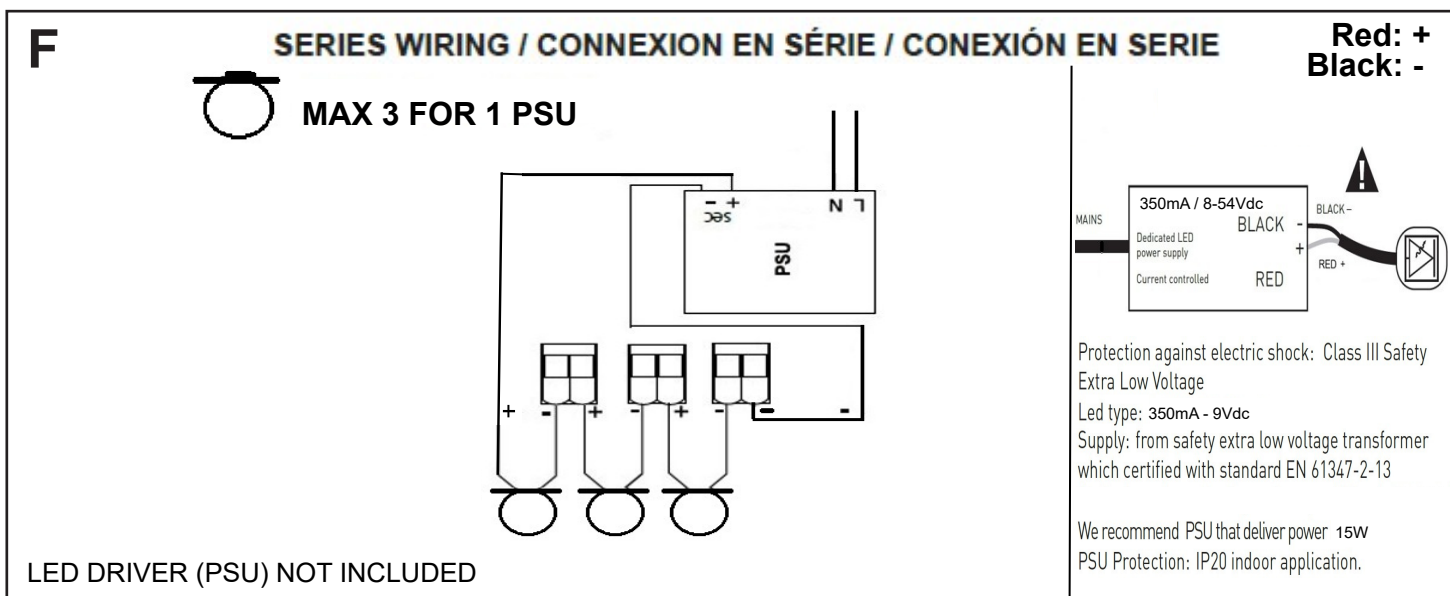 F
SERIES WIRING / CONNEXION EN SÉRIE / CONEXIÓN EN SERIE
Red: +
Black: -
MAX 3 FOR 1 PSU
- +
sec
N L
PSU
+ - + - + - - -
LED DRIVER (PSU) NOT INCLUDED
MAINS
350mA / 8-54Vdc
BLACK -
BLACK –
Dedicated LED
power supply
+
RED +
Current controlled
RED
Protection against electric shock: Class III Safety
Extra Low Voltage
Led type: 350mA - 9Vdc
Supply: from safety extra low voltage transformer
which certified with standard EN 61347-2-13
We recommend PSU that deliver power 15W
PSU Protection: IP20 indoor application.